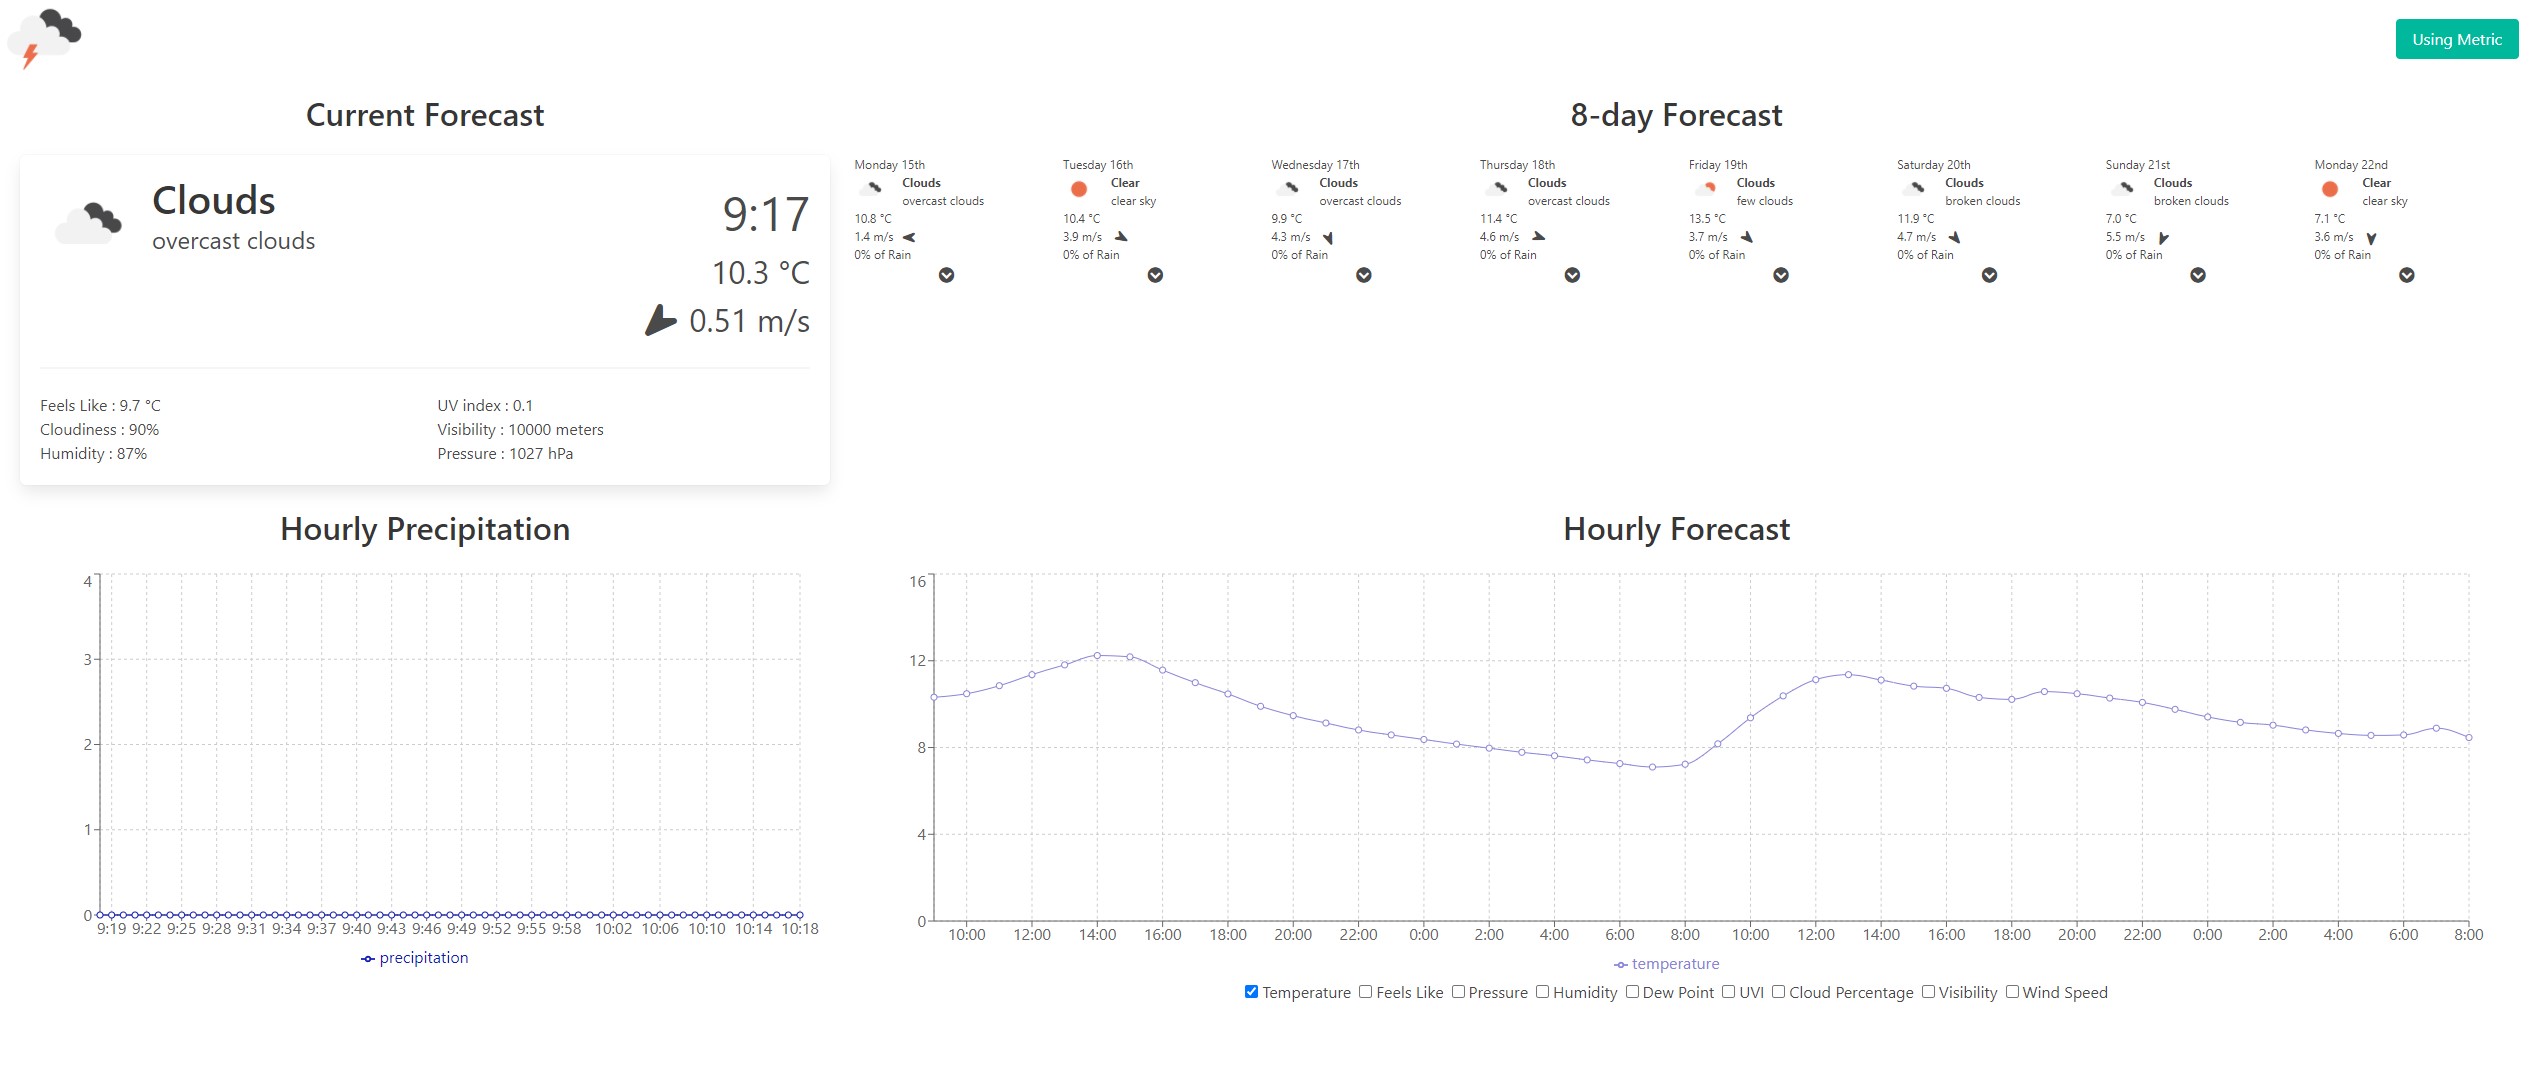 Using Metric
Current Forecast
Clouds
overcast clouds
9:17
10.3 °C
0.51 m/s
Feels Like : 9.7 °C
Cloudiness : 90%
Humidity : 87%
UV index : 0.1
Visibility : 10000 meters
Pressure : 1027 hPa
8-day Forecast
Monday 15th
Clouds
overcast clouds
10.8 °C
1.4 m/s
0% of Rain
Tuesday 16th
Clear
clear sky
10.4 °C
3.9 m/s
0% of Rain
Wednesday 17th
Clouds
overcast clouds
9.9 °C
4.3 m/s
0% of Rain
Thursday 18th
Clouds
overcast clouds
11.4 °C
4.6 m/s
0% of Rain
Friday 19th
Clouds
few clouds
13.5 °C
3.7 m/s
0% of Rain
Saturday 20th
Clouds
broken clouds
11.9 °C
4.7 m/s
0% of Rain
Sunday 21st
Clouds
broken clouds
7.0 °C
5.5 m/s
0% of Rain
Monday 22nd
Clear
clear sky
7.1 °C
3.6 m/s
0% of Rain
Hourly Precipitation
4
3
2
1
0
9:19 9:22 9:25 9:28 9:31 9:34 9:37 9:40 9:43 9:46 9:49 9:52 9:55 9:58 10:02 10:06 10:10 10:14 10:18
precipitation
Hourly Forecast
16
12
8
4
0
10:00 12:00 14:00 16:00 18:00 20:00 22:00 0:00 2:00 4:00 6:00 8:00 10:00 12:00 14:00 16:00 18:00 20:00 22:00 0:00 2:00 4:00 6:00 8:00
temperature
Temperature Feels Like Pressure Humidity Dew Point UVI Cloud Percentage Visibility Wind Speed